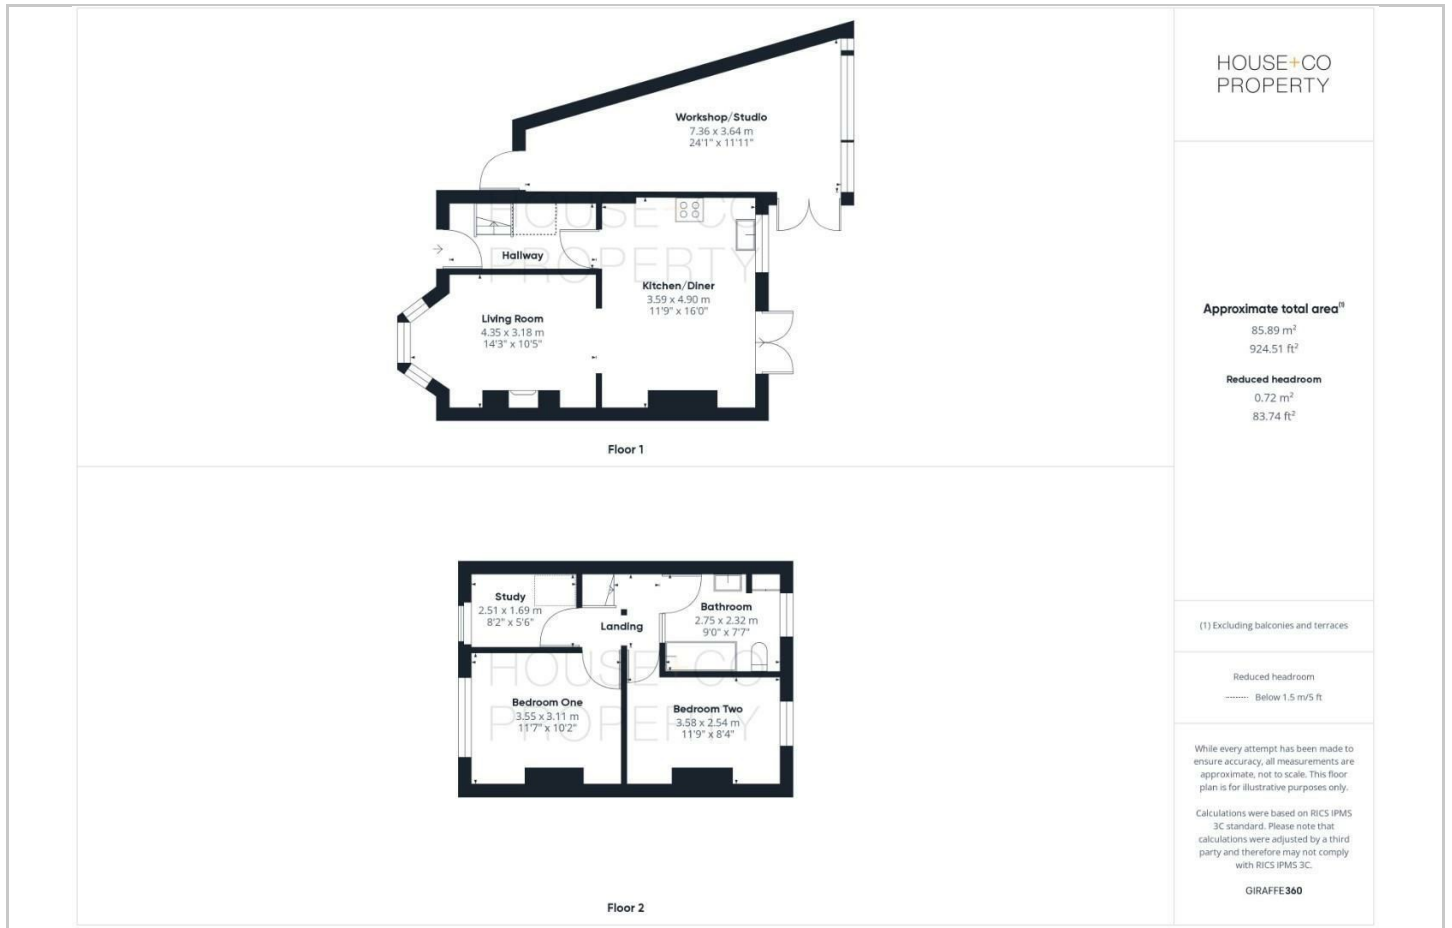 Workshop/Studio
7.36 x 3.64 m
24'1" x 11'11"
HOUSE+CO
PROPERTY
Hallway
Kitchen/Diner
3.59 x 4.90 m
11'9" x 16'0"
Living Room
4.35 x 3.18 m
14'3" x 10'5"
Floor 1
Study
2.51 x 1.69 m
8'2" x 5'6"
Landing
Bathroom
2.75 x 2.32 m
9'0" x 7'7"
HOUSE+CO
PROPERTY
Bedroom One
3.55 x 3.11 m
11'7" x 10'2"
Bedroom Two
3.58 x 2.54 m
11'9" x 8'4"
Floor 2
HOUSE+CO
PROPERTY
Approximate total area(1)
85.89 m²
924.51 ft²
Reduced headroom
0.72 m²
83.74 ft²
(1) Excluding balconies and terraces
Reduced headroom
Below 1.5 m/5 ft
While every attempt has been made to
ensure accuracy, all measurements are
approximate, not to scale. This floor
plan is for illustrative purposes only.
Calculations were based on RICS IPMS
3C standard. Please note that
calculations were adjusted by a third
party and therefore may not comply
with RICS IPMS 3C.
GIRAFFE360